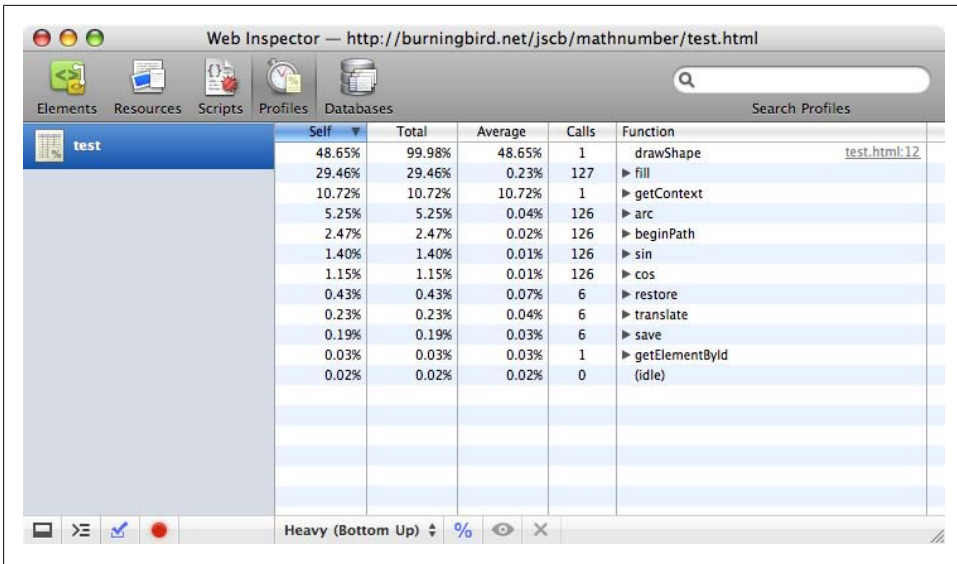 Web Inspector — http://burningbird.net/jscb/mathnumber/test.html
Elements Resources Scripts Profiles Databases Search Profiles
test
Self Total Average Calls Function
48.65% 99.98% 48.65% 1 drawShape test.html:12
29.46% 29.46% 0.23% 127 fill
10.72% 10.72% 10.72% 1 getContext
5.25% 5.25% 0.04% 126 arc
2.47% 2.47% 0.02% 126 beginPath
1.40% 1.40% 0.01% 126 sin
1.15% 1.15% 0.01% 126 cos
0.43% 0.43% 0.07% 6 restore
0.23% 0.23% 0.04% 6 translate
0.19% 0.19% 0.03% 6 save
0.03% 0.03% 0.03% 1 getElementById
0.02% 0.02% 0.02% 0 (idle)
Heavy (Bottom Up) %